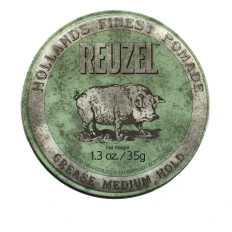 HOLLANDS FINEST POMADE
REUZEL
Net Weight
1.3 oz./35g
GREASE MEDIUM HOLD